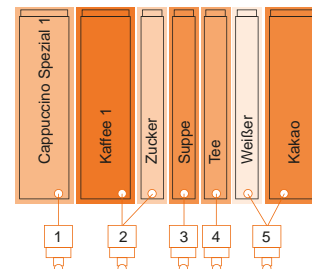 Cappuccino Spezial 1
Kaffee 1
Zucker
Suppe
Tee
Weißer
Kakao
1
2
3
4
5